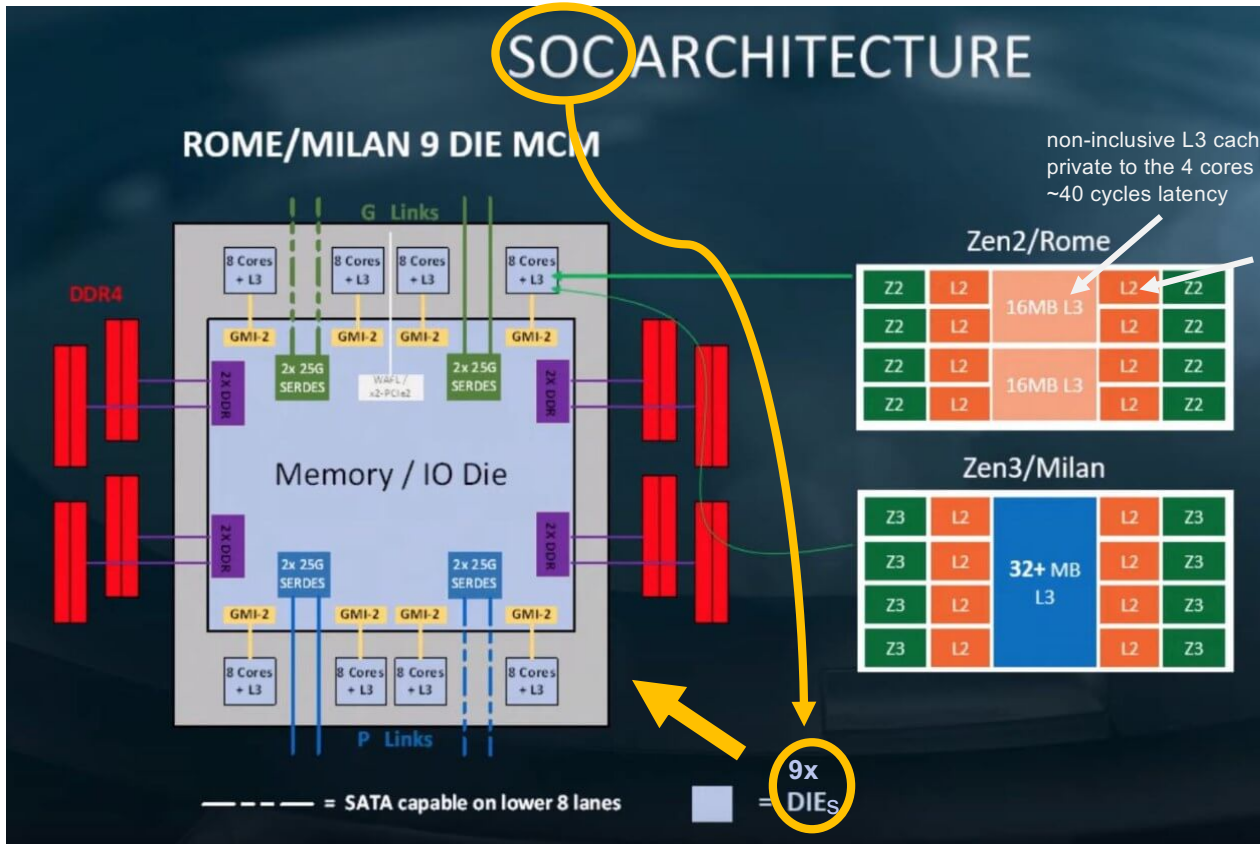 SOC ARCHITECTURE
ROME/MILAN 9 DIE MCM
G Links
8 Cores
+ L3
8 Cores
+ L3
8 Cores
+ L3
8 Cores
+ L3
DDR4
GMI-2
GMI-2
GMI-2
GMI-2
2x 25G
SERDES
WAFL /
x2-PCIe2
2x 25G
SERDES
2X DDR
2X DDR
Memory / IO Die
2X DDR
2X DDR
2x 25G
SERDES
2x 25G
SERDES
GMI-2
GMI-2
GMI-2
GMI-2
8 Cores
+ L3
8 Cores
+ L3
8 Cores
+ L3
8 Cores
+ L3
P Links
= SATA capable on lower 8 lanes
= 9x
DIEs
non-inclusive L3 cach
private to the 4 cores
~40 cycles latency
Zen2/Rome
Z2 L2 16MB L3 L2 Z2
Z2 L2 L2 Z2
Z2 L2 16MB L3 L2 Z2
Z2 L2 L2 Z2
Zen3/Milan
Z3 L2 L2 Z3
Z3 L2 32+ MB L2 Z3
Z3 L2 L3 L2 Z3
Z3 L2 L2 Z3